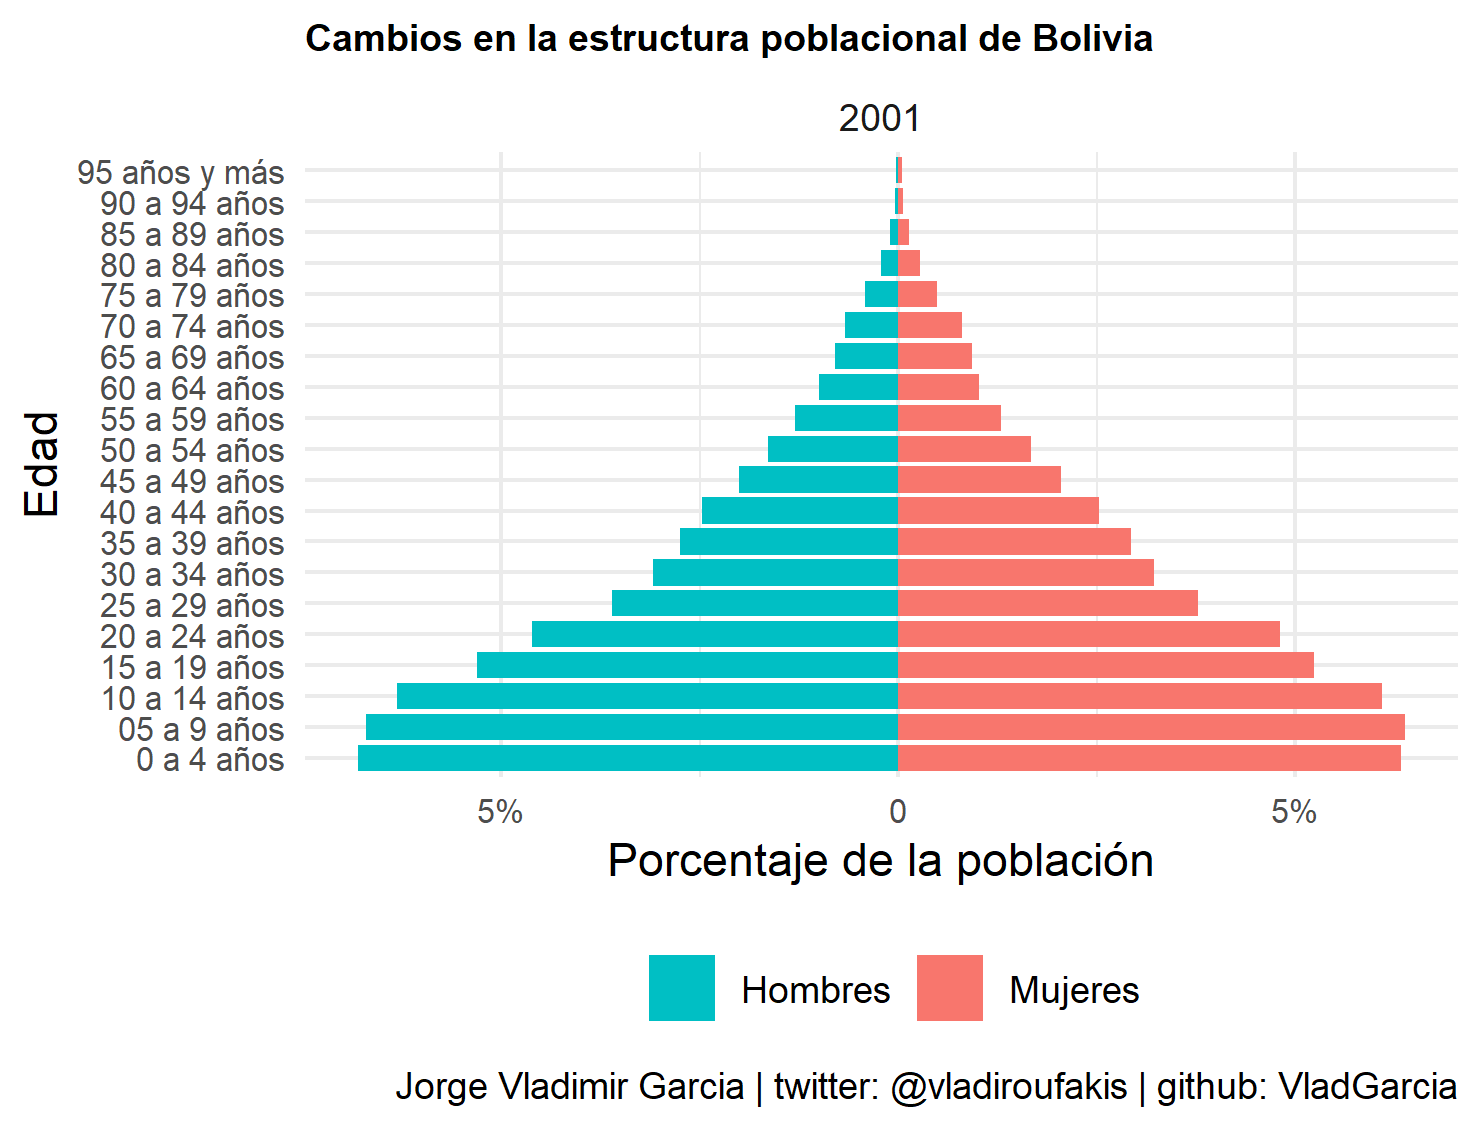 Cambios en la estructura poblacional de Bolivia
2001
Edad
95 años y más
90 a 94 años
85 a 89 años
80 a 84 años
75 a 79 años
70 a 74 años
65 a 69 años
60 a 64 años
55 a 59 años
50 a 54 años
45 a 49 años
40 a 44 años
35 a 39 años
30 a 34 años
25 a 29 años
20 a 24 años
15 a 19 años
10 a 14 años
05 a 9 años
0 a 4 años
5% 0 5%
Porcentaje de la población
Hombres Mujeres
Jorge Vladimir Garcia | twitter: @vladiroufakis | github: VladGarcia